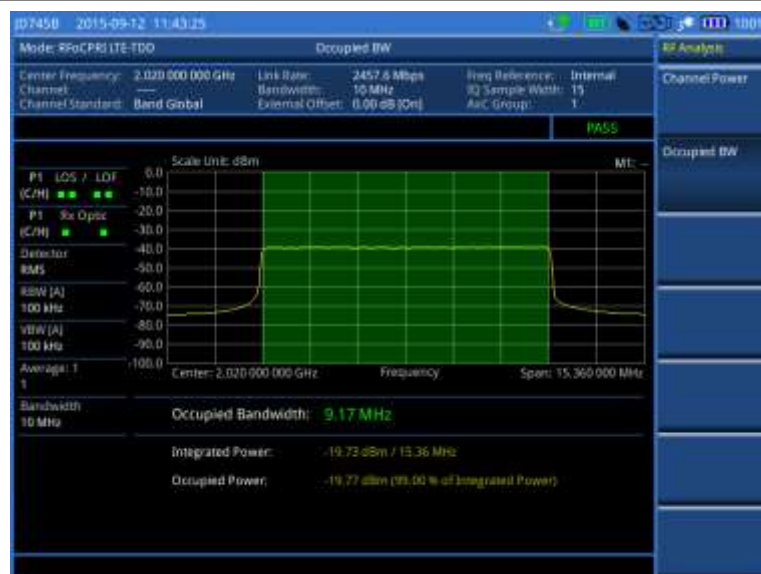 JD745B 2015-09-12 11:43:25
1001
Mode: RFoCPRI LTE-TDD Occupied BW
RF Analysis
Center Frequency: 2.020 000 000 GHz Link Rate: 2457.6 Mbps Freq Reference: Internal
Channel: ---- Bandwidth: 10 MHz IQ Sample Width: 15
Channel Standard: Band Global External Offset: 0.00 dB [On] AxC Group: 1
Channel Power
PASS
Occupied BW
Scale Unit: dBm M1: --
P1 LOS / LOF
(C/H)
P1 Rx Optic
(C/H)
Detector
RMS
RBW [A]
100 kHz
VBW [A]
100 kHz
Average: 1
1
Bandwidth
10 MHz
0.0
-10.0
-20.0
-30.0
-40.0
-50.0
-60.0
-70.0
-80.0
-90.0
-100.0
Center: 2.020 000 000 GHz Frequency Span: 15.360 000 MHz
Occupied Bandwidth: 9.17 MHz
Integrated Power: -19.73 dBm / 15.36 MHz
Occupied Power: -19.77 dBm (99.00 % of Integrated Power)